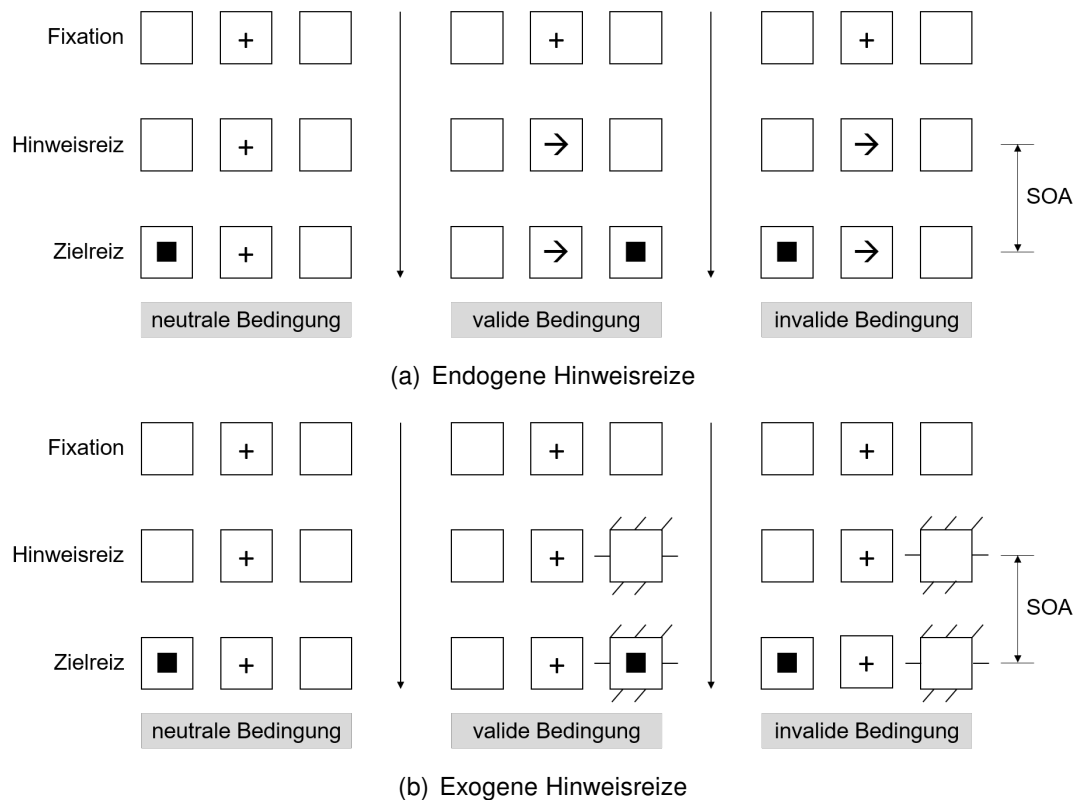 Fixation
+ + +
Hinweisreiz
+ → →
SOA
Zielreiz
+ → →
neutrale Bedingung valide Bedingung invalide Bedingung
(a) Endogene Hinweisreize
Fixation
+ + +
Hinweisreiz
+ + +
SOA
Zielreiz
+ + +
neutrale Bedingung valide Bedingung invalide Bedingung
(b) Exogene Hinweisreize